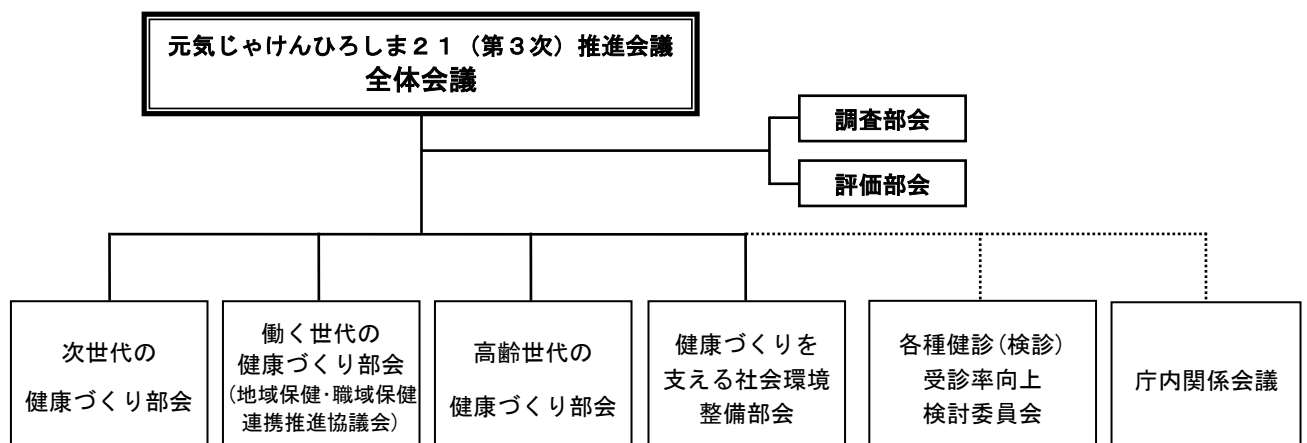 元気じゃけんひろしま21（第3次）推進会議
全体会議
調査部会
評価部会
次世代の
健康づくり部会
働く世代の
健康づくり部会
(地域保健・職域保健
連携推進協議会)
高齢世代の
健康づくり部会
健康づくりを
支える社会環境
整備部会
各種健診(検診)
受診率向上
検討委員会
庁内関係会議